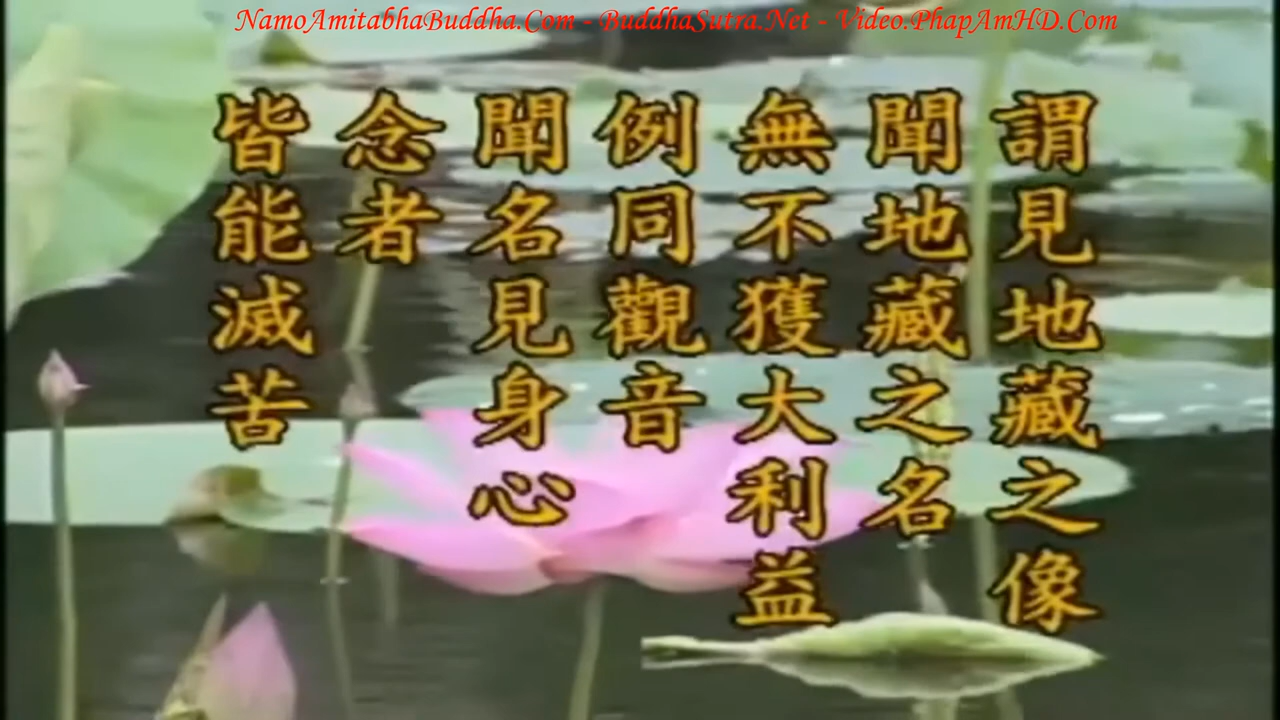 NamoAmitabhaBuddha.Com - BuddhaSutra.Net - Video.PhapAmHD.Com
謂見地藏之像
聞地藏之名
無不獲大利益
例同觀音
聞名見身心
念者
皆能滅苦